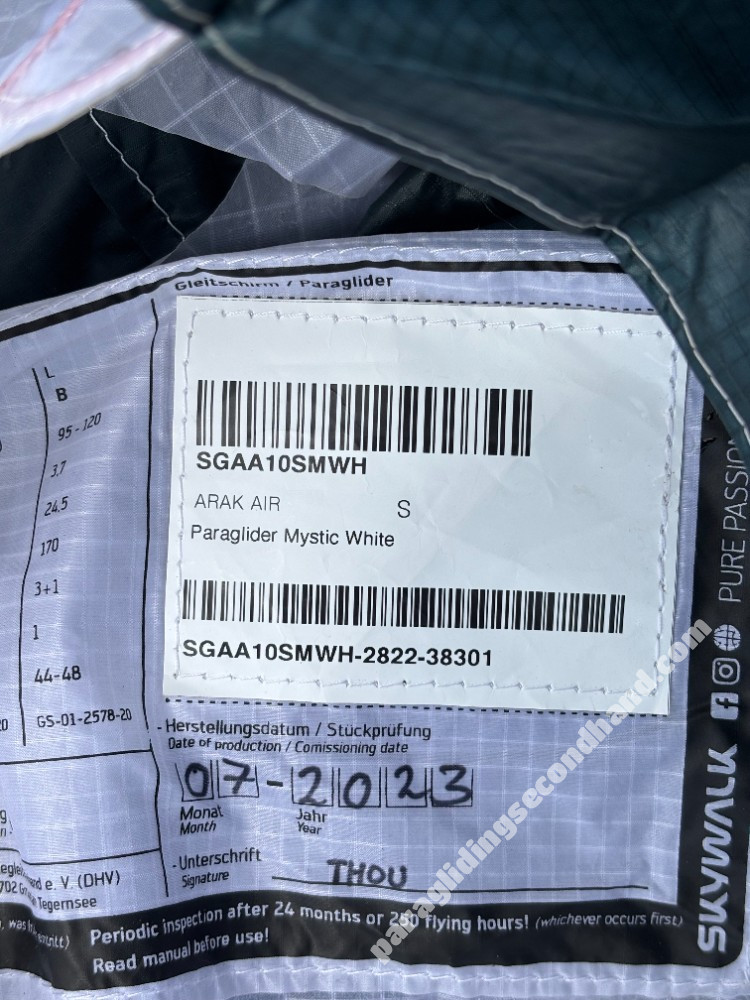 Gleitschirm / Paraglider
L
B
95 - 120
3.7
24.5
170
3+1
1
44-48
GS-01-2578-20
SGAA10SMWH
ARAK AIR S
Paraglider Mystic White
SGAA10SMWH-2822-38301
- Herstellungsdatum / Stückprüfung
Date of production / Comissioning date
07-2023
Monat Jahr
Month Year
- Unterschrift THOU
Signature
e. V. (DHV)
Tegernsee
Periodic inspection after 24 months or 250 flying hours! (whichever occurs first)
Read manual before use!
SKYWALK
PURE PASSION
paraglidingsecondhand.com